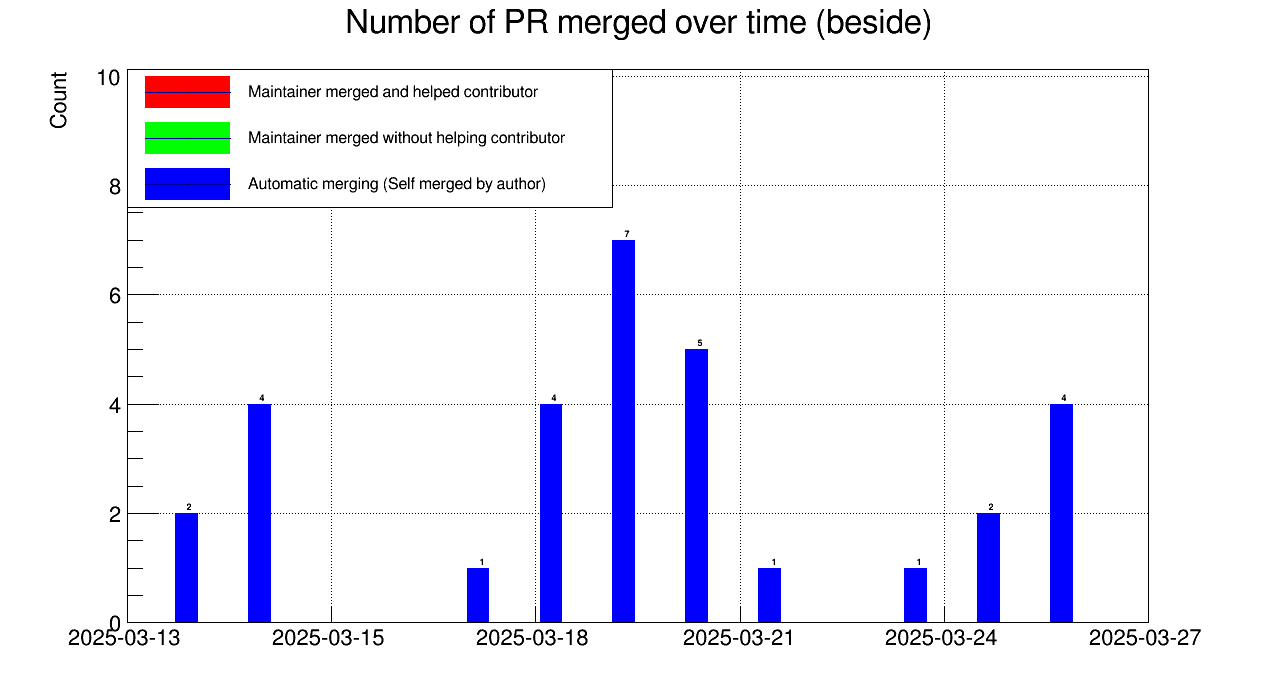 Number of PR merged over time (beside)
Count
10
8
6
4
2
0
Maintainer merged and helped contributor
Maintainer merged without helping contributor
Automatic merging (Self merged by author)
2
4
1
4
7
5
1
1
2
4
2025-03-13 2025-03-15 2025-03-18 2025-03-21 2025-03-24 2025-03-27